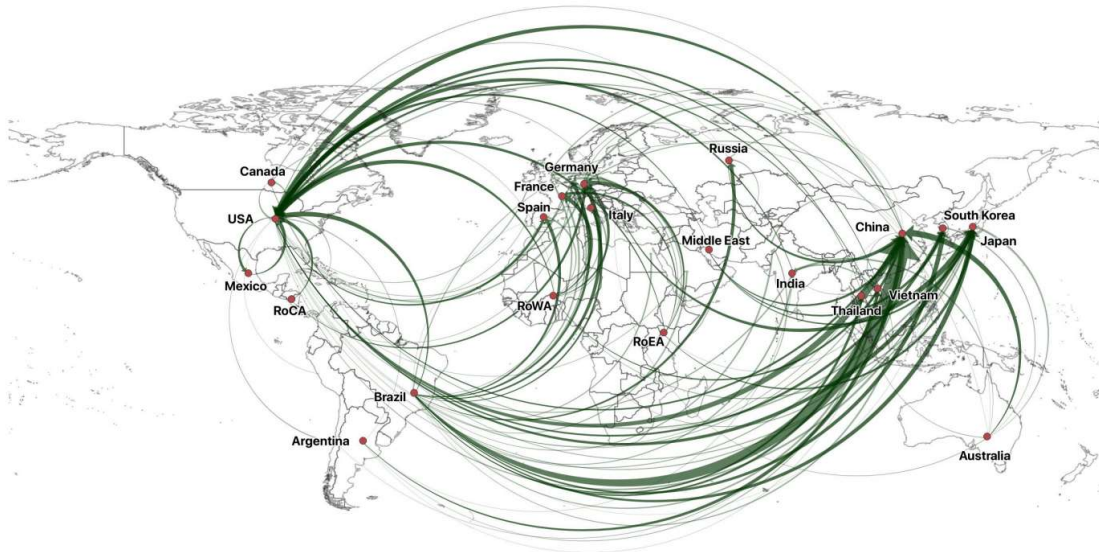 Russia
Germany
Canada
France
Spain
South Korea
USA
Italy
China
Middle East
Japan
Mexico
India
Vietnam
RoCA
RoWA
Thailand
RoEA
Brazil
Argentina
Australia